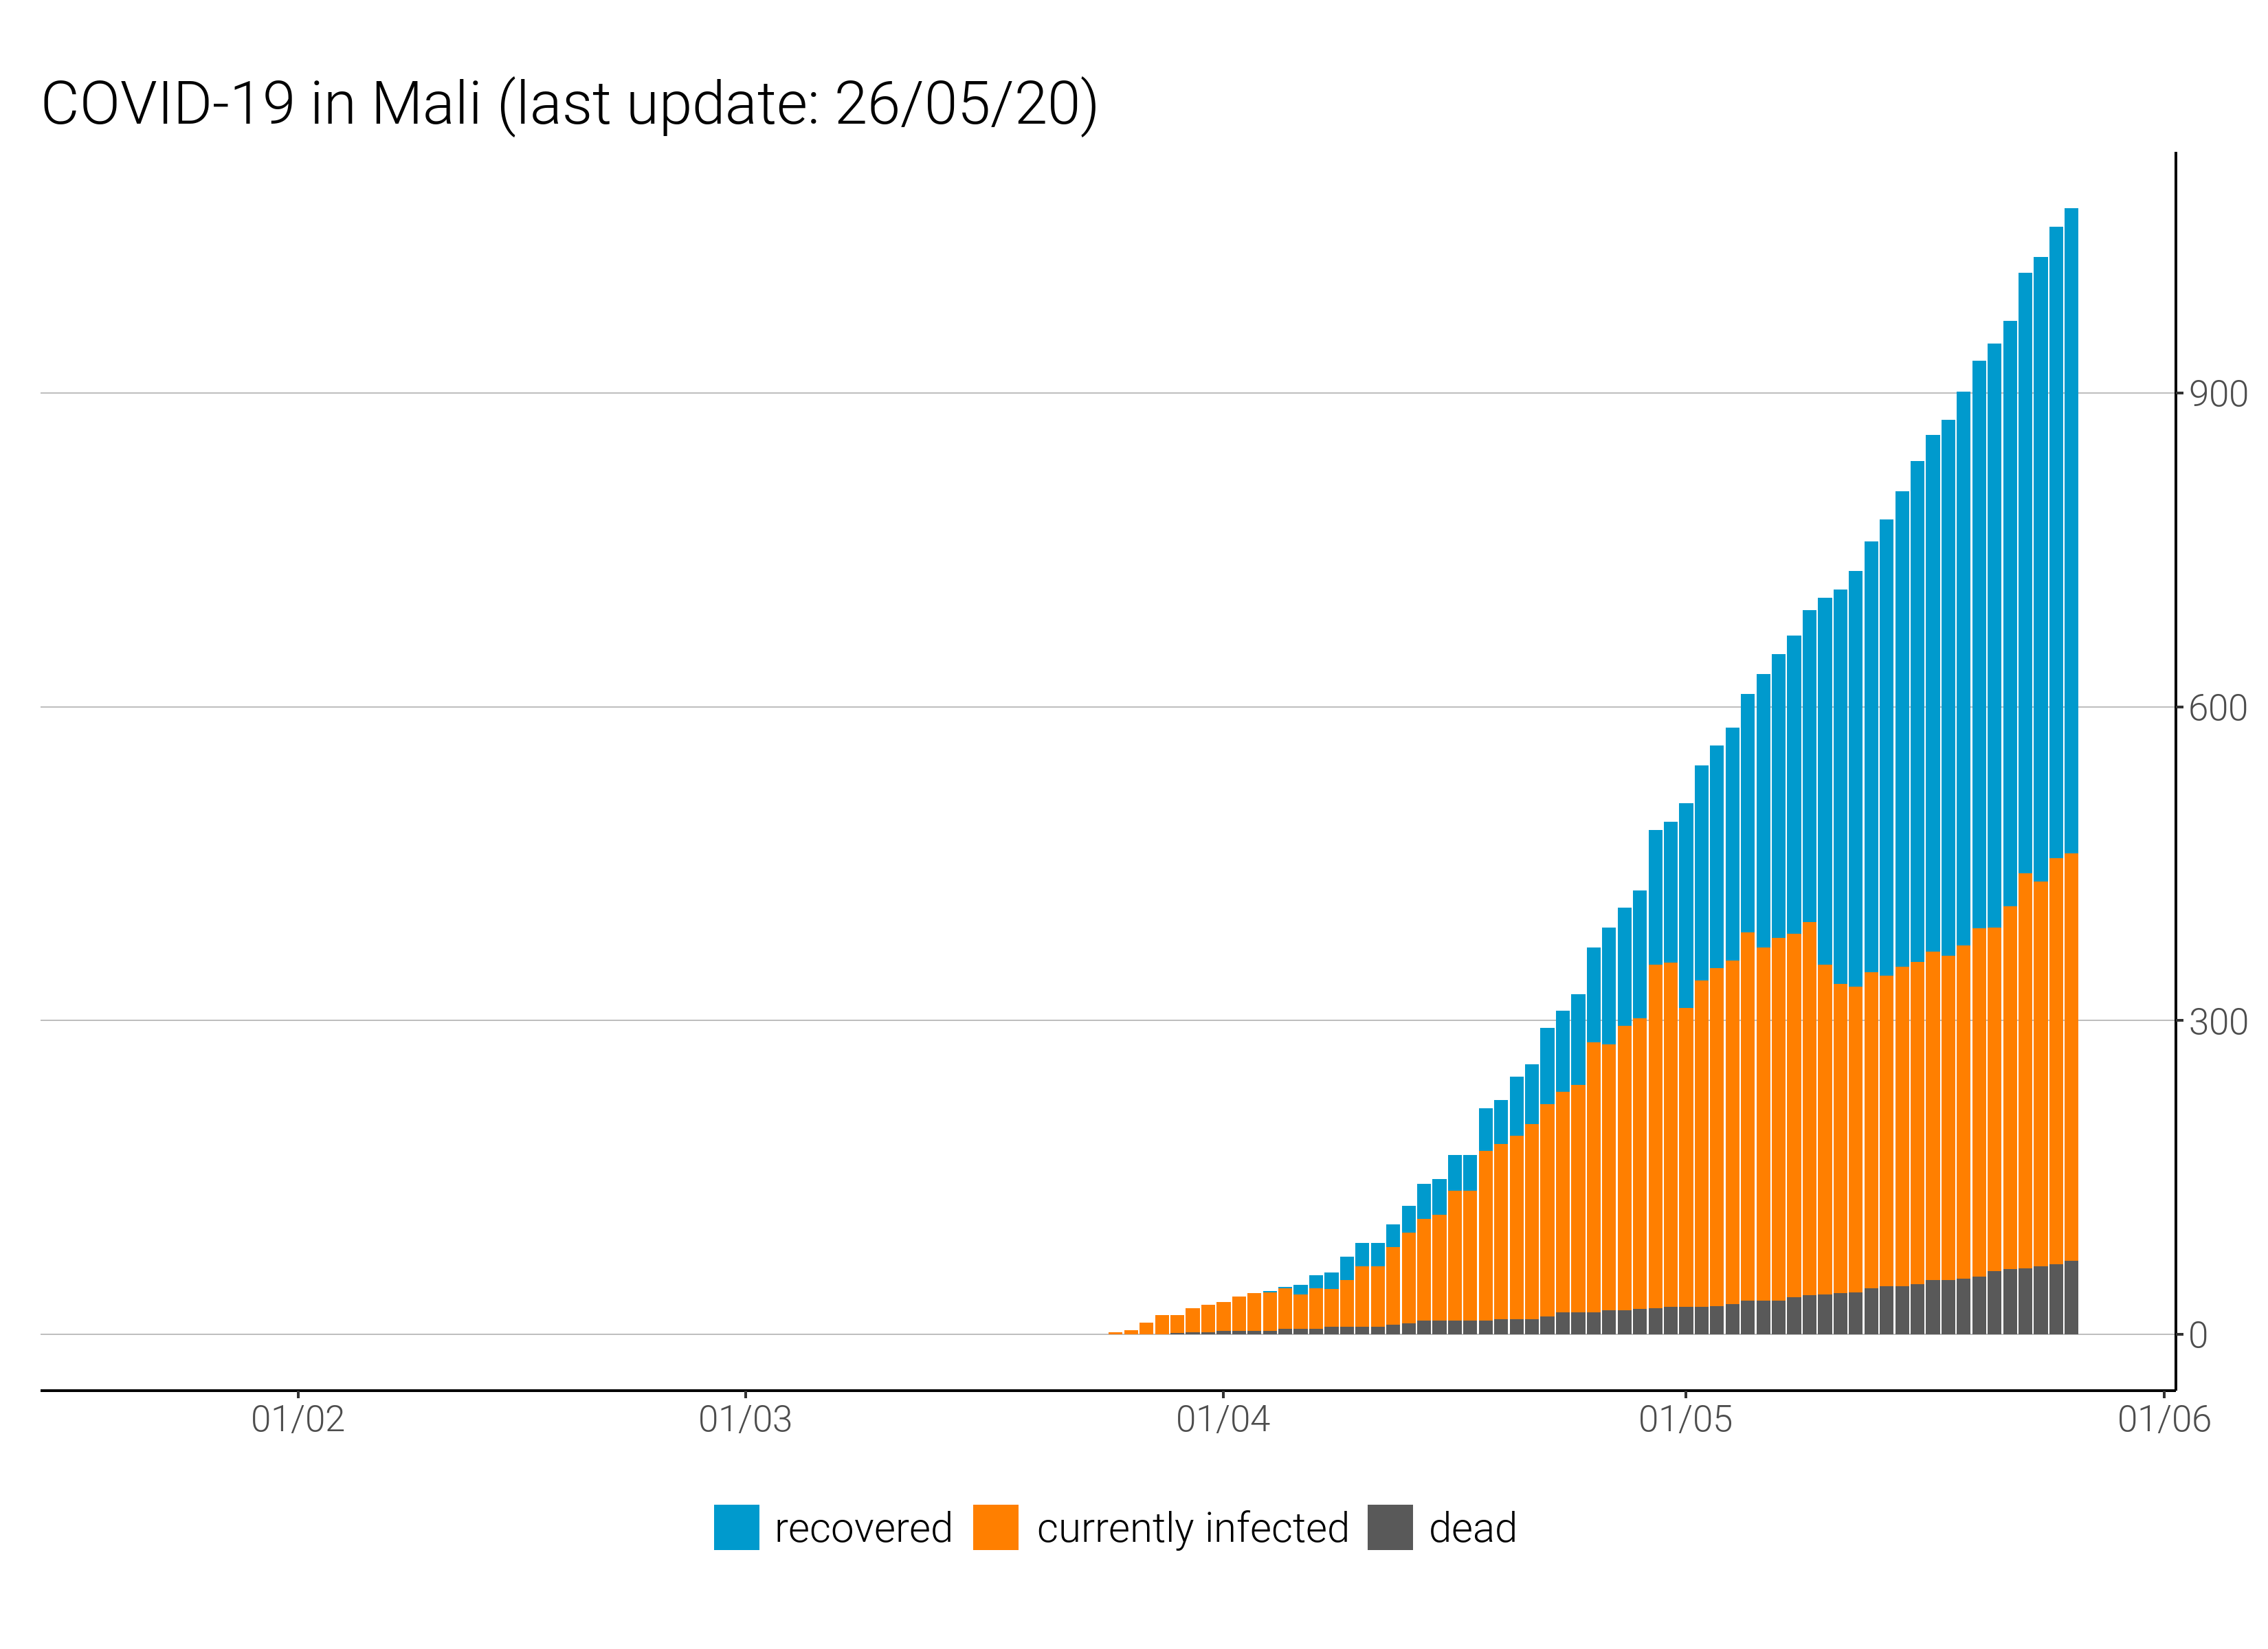 COVID-19 in Mali (last update: 26/05/20)
900
600
300
0
01/02 01/03 01/04 01/05 01/06
recovered currently infected dead